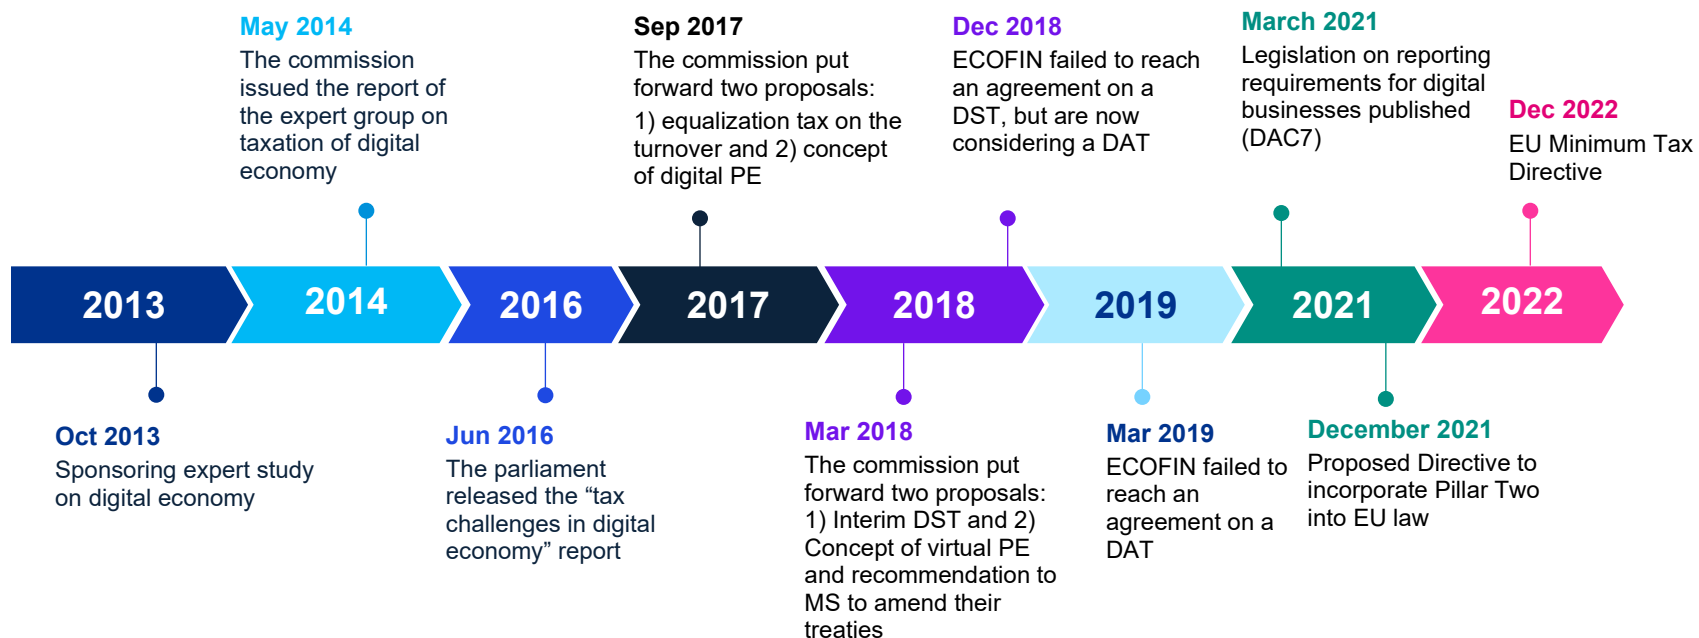 May 2014
The commission
issued the report of
the expert group on
taxation of digital
economy
Sep 2017
The commission put
forward two proposals:
1) equalization tax on the
turnover and 2) concept
of digital PE
Dec 2018
ECOFIN failed to reach
an agreement on a
DST, but are now
considering a DAT
March 2021
Legislation on reporting
requirements for digital
businesses published
(DAC7)
Dec 2022
EU Minimum Tax
Directive
2013
2014
2016
2017
2018
2019
2021
2022
Oct 2013
Sponsoring expert study
on digital economy
Jun 2016
The parliament
released the “tax
challenges in digital
economy” report
Mar 2018
The commission put
forward two proposals:
1) Interim DST and 2)
Concept of virtual PE
and recommendation to
MS to amend their
treaties
Mar 2019
ECOFIN failed to
reach an
agreement on a
DAT
December 2021
Proposed Directive to
incorporate Pillar Two
into EU law